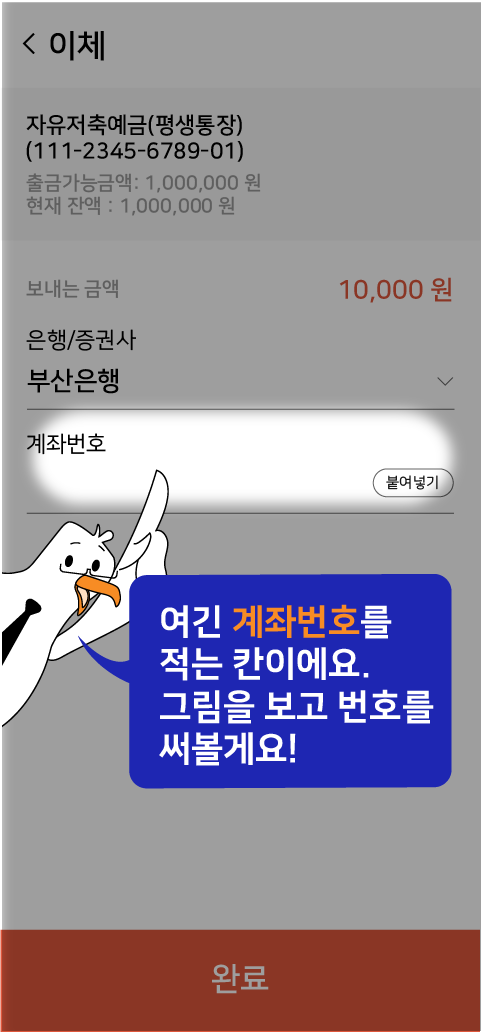 이체
자유저축예금(평생통장)
(111-2345-6789-01)
출금가능금액: 1,000,000 원
현재 잔액 : 1,000,000 원
보내는 금액 10,000 원
은행/증권사
부산은행
계좌번호
붙여넣기
여긴 계좌번호를
적는 칸이에요.
그림을 보고 번호를
써볼게요!
완료